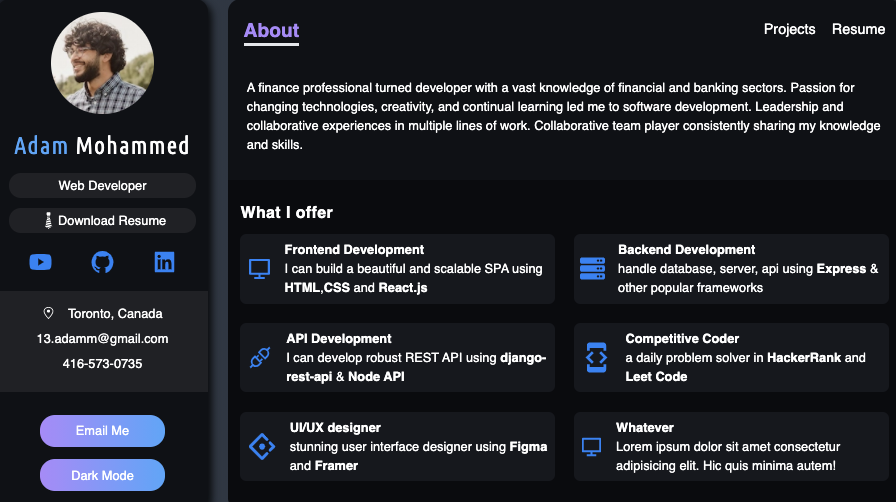 Adam Mohammed
Web Developer
Download Resume
Toronto, Canada
13.adamm@gmail.com
416-573-0735
Email Me
Dark Mode
About
Projects
Resume
A finance professional turned developer with a vast knowledge of financial and banking sectors. Passion for
changing technologies, creativity, and continual learning led me to software development. Leadership and
collaborative experiences in multiple lines of work. Collaborative team player consistently sharing my knowledge
and skills.
What I offer
Frontend Development
I can build a beautiful and scalable SPA using
HTML,CSS and React.js
Backend Development
handle database, server, api using Express &
other popular frameworks
API Development
I can develop robust REST API using django-
rest-api & Node API
Competitive Coder
a daily problem solver in HackerRank and
Leet Code
UI/UX designer
stunning user interface designer using Figma
and Framer
Whatever
Lorem ipsum dolor sit amet consectetur
adipisicing elit. Hic quis minima autem!